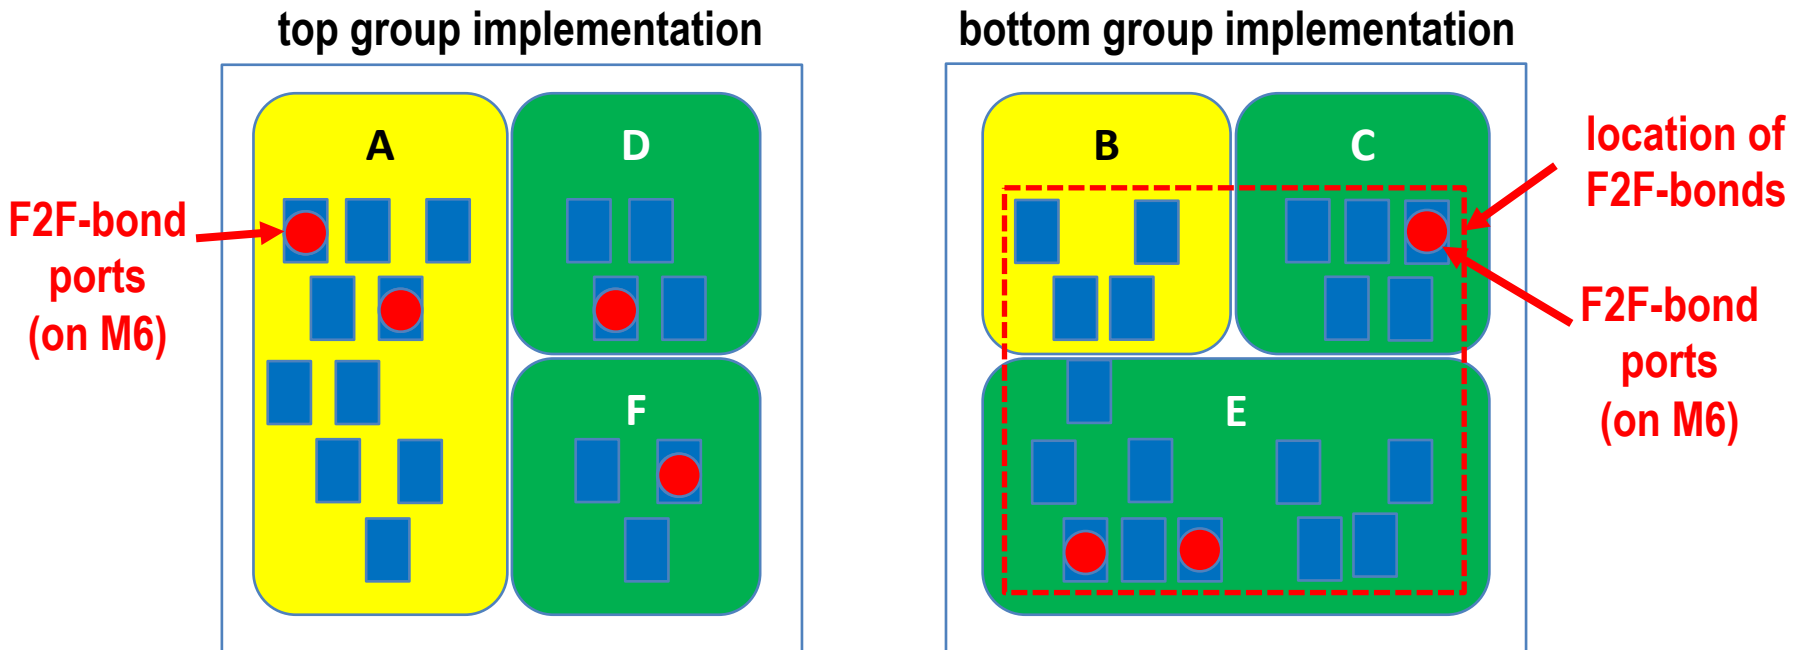 top group implementation
bottom group implementation
A
D
B
C
F2F-bond
ports
(on M6)
location of
F2F-bonds
F2F-bond
ports
(on M6)
F
E